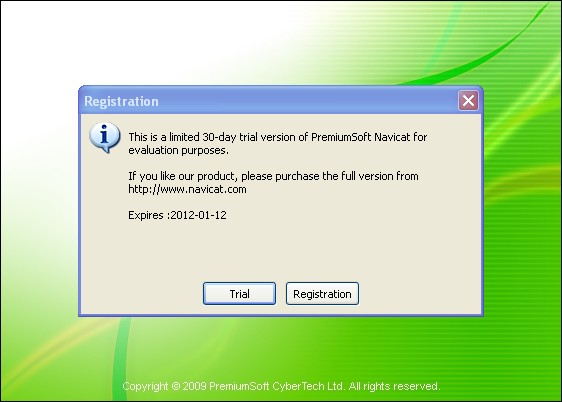 Registration
This is a limited 30-day trial version of PremiumSoft Navicat for
evaluation purposes.
If you like our product, please purchase the full version from
http://www.navicat.com
Expires :2012-01-12
Trial
Registration
Copyright © 2009 PremiumSoft CyberTech Ltd. All rights reserved.